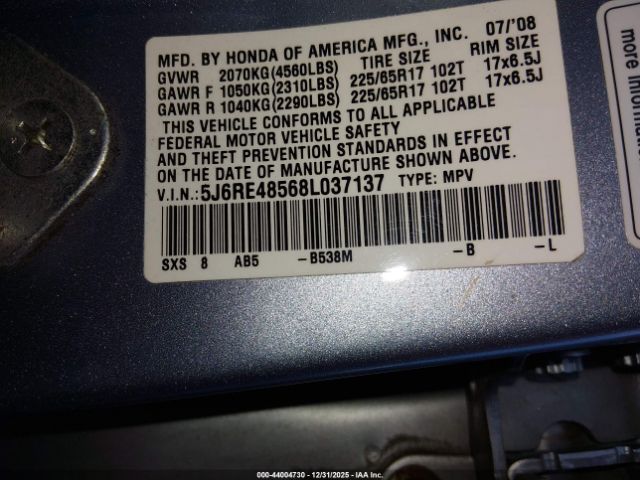 MFD. BY HONDA OF AMERICA MFG., INC. 07/'08
GVWR 2070KG(4560LBS) TIRE SIZE RIM SIZE
GAWR F 1050KG(2310LBS) 225/65R17 102T 17x6.5J
GAWR R 1040KG(2290LBS) 225/65R17 102T 17x6.5J
THIS VEHICLE CONFORMS TO ALL APPLICABLE
FEDERAL MOTOR VEHICLE SAFETY
AND THEFT PREVENTION STANDARDS IN EFFECT
ON THE DATE OF MANUFACTURE SHOWN ABOVE.
V.I.N.:5J6RE48568L037137 TYPE: MPV
SXS 8 AB5 -B538M -B -L
more
000-44004730 - 12/31/2025 - IAA Inc.